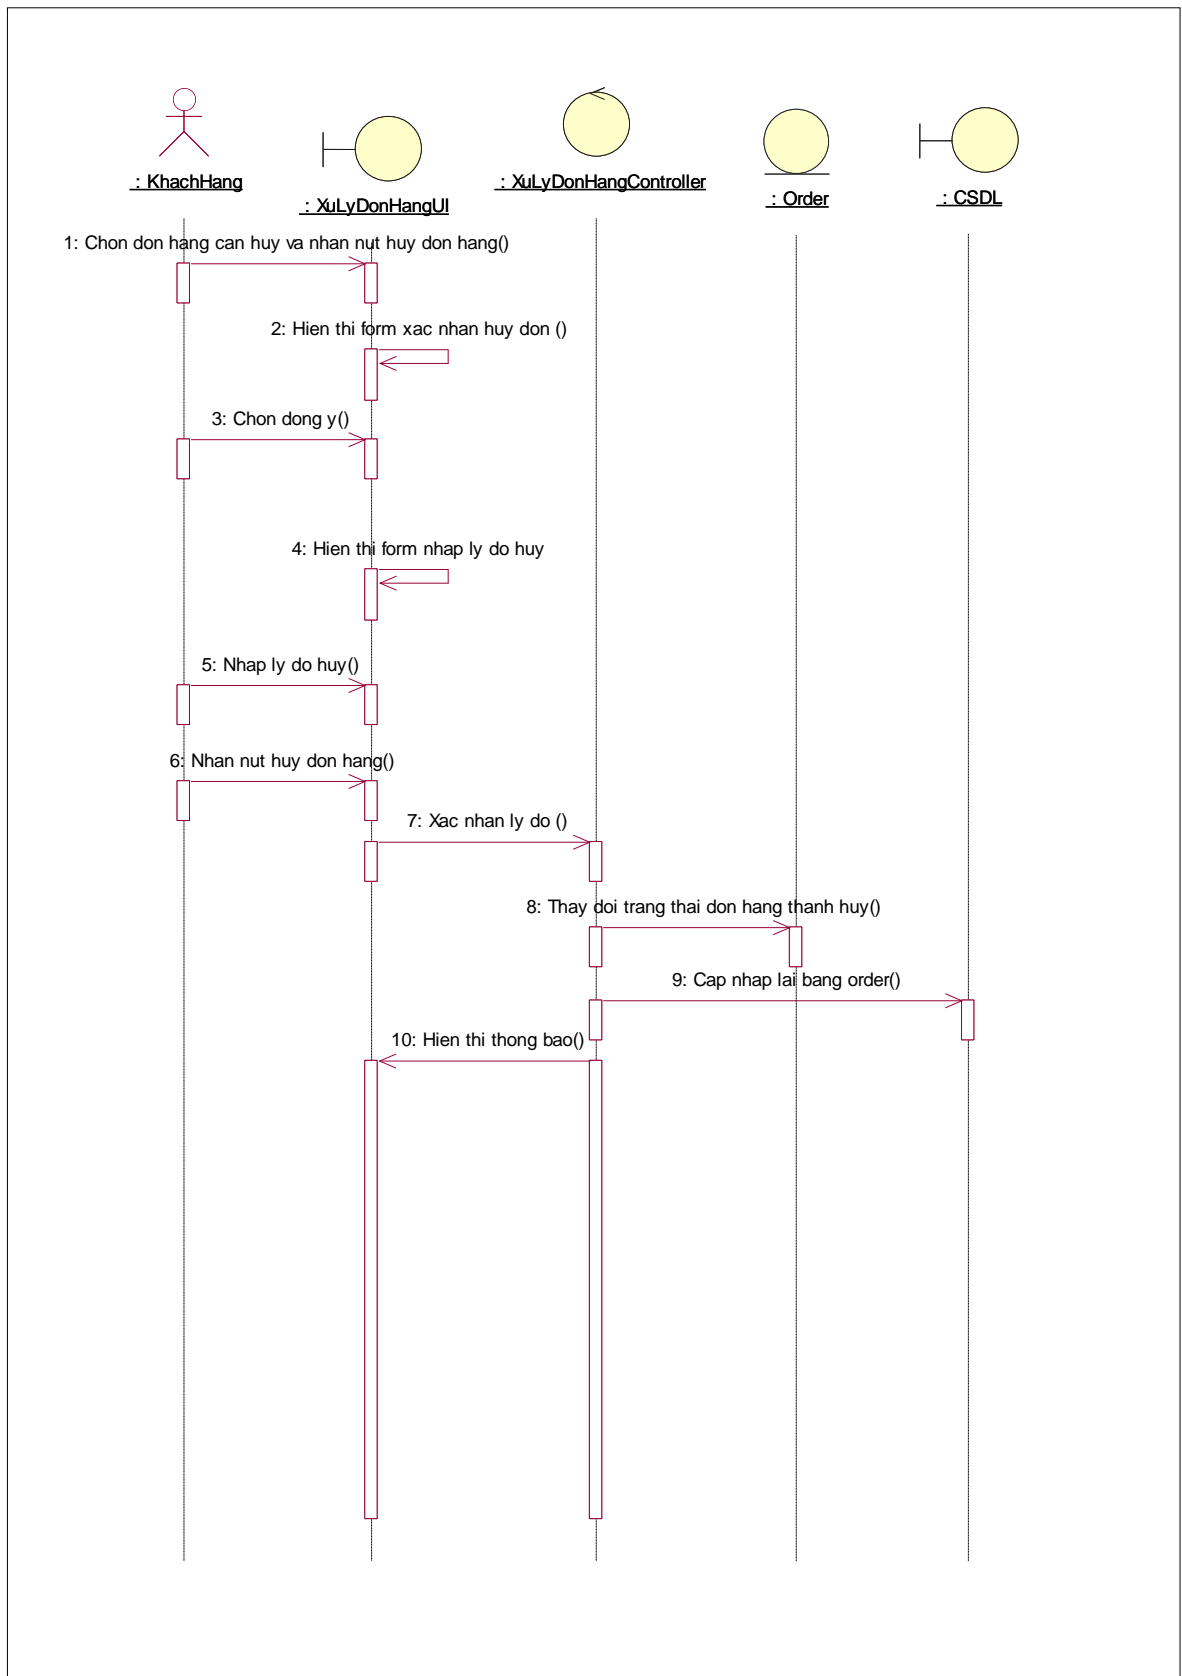 : KhachHang
: XuLyDonHangUI
: XuLyDonHangController
: Order
: CSDL
1: Chon don hang can huy va nhan nut huy don hang()
2: Hien thi form xac nhan huy don ()
3: Chon dong y()
4: Hien thi form nhap ly do huy
5: Nhap ly do huy()
6: Nhan nut huy don hang()
7: Xac nhan ly do ()
8: Thay doi trang thai don hang thanh huy()
9: Cap nhap lai bang order()
10: Hien thi thong bao()